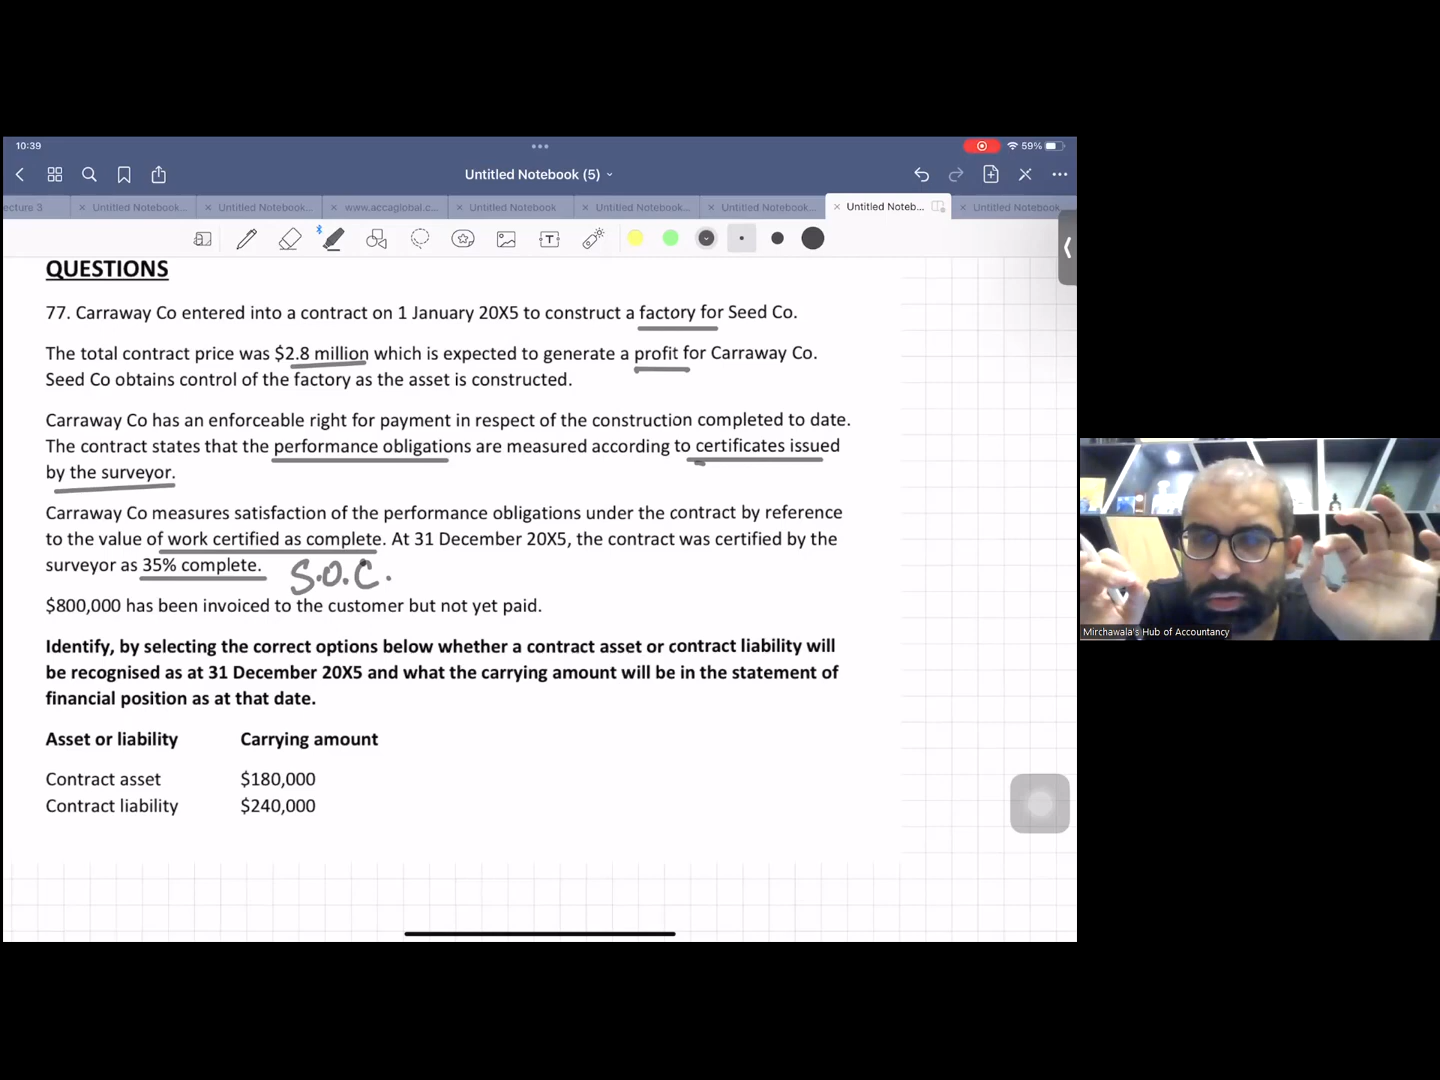 10:39
59%
Untitled Notebook (5)
ecture 3
Untitled Notebook...
Untitled Notebook...
www.accaglobal.c...
Untitled Notebook
Untitled Notebook...
Untitled Notebook...
Untitled Noteb...
Untitled Notebook
QUESTIONS
77. Carraway Co entered into a contract on 1 January 20X5 to construct a factory for Seed Co.
The total contract price was $2.8 million which is expected to generate a profit for Carraway Co.
Seed Co obtains control of the factory as the asset is constructed.
Carraway Co has an enforceable right for payment in respect of the construction completed to date.
The contract states that the performance obligations are measured according to certificates issued
by the surveyor.
Carraway Co measures satisfaction of the performance obligations under the contract by reference
to the value of work certified as complete. At 31 December 20X5, the contract was certified by the
surveyor as 35% complete. S.O.C.
$800,000 has been invoiced to the customer but not yet paid.
Identify, by selecting the correct options below whether a contract asset or contract liability will
be recognised as at 31 December 20X5 and what the carrying amount will be in the statement of
financial position as at that date.
Asset or liability Carrying amount
Contract asset $180,000
Contract liability $240,000
Mirchawala's Hub of Accountancy